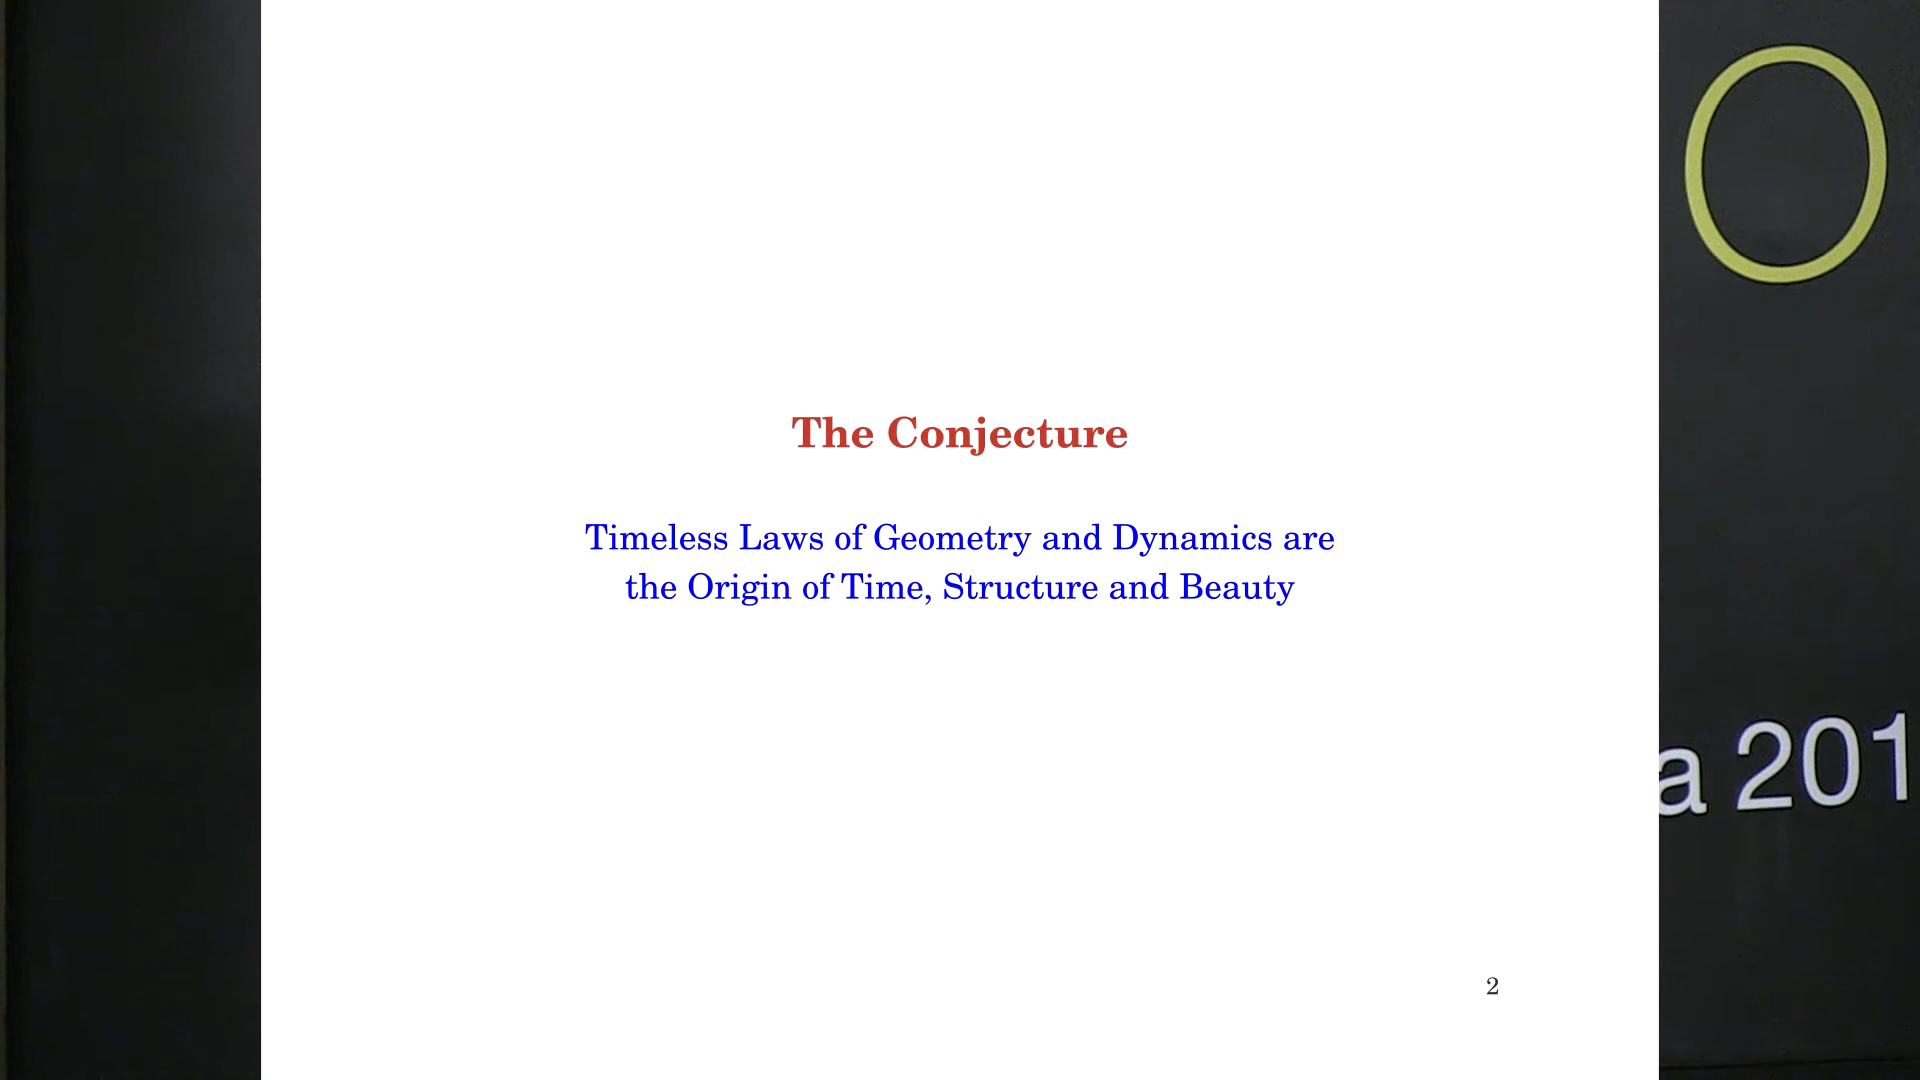 The Conjecture
Timeless Laws of Geometry and Dynamics are
the Origin of Time, Structure and Beauty
2
O
a 201